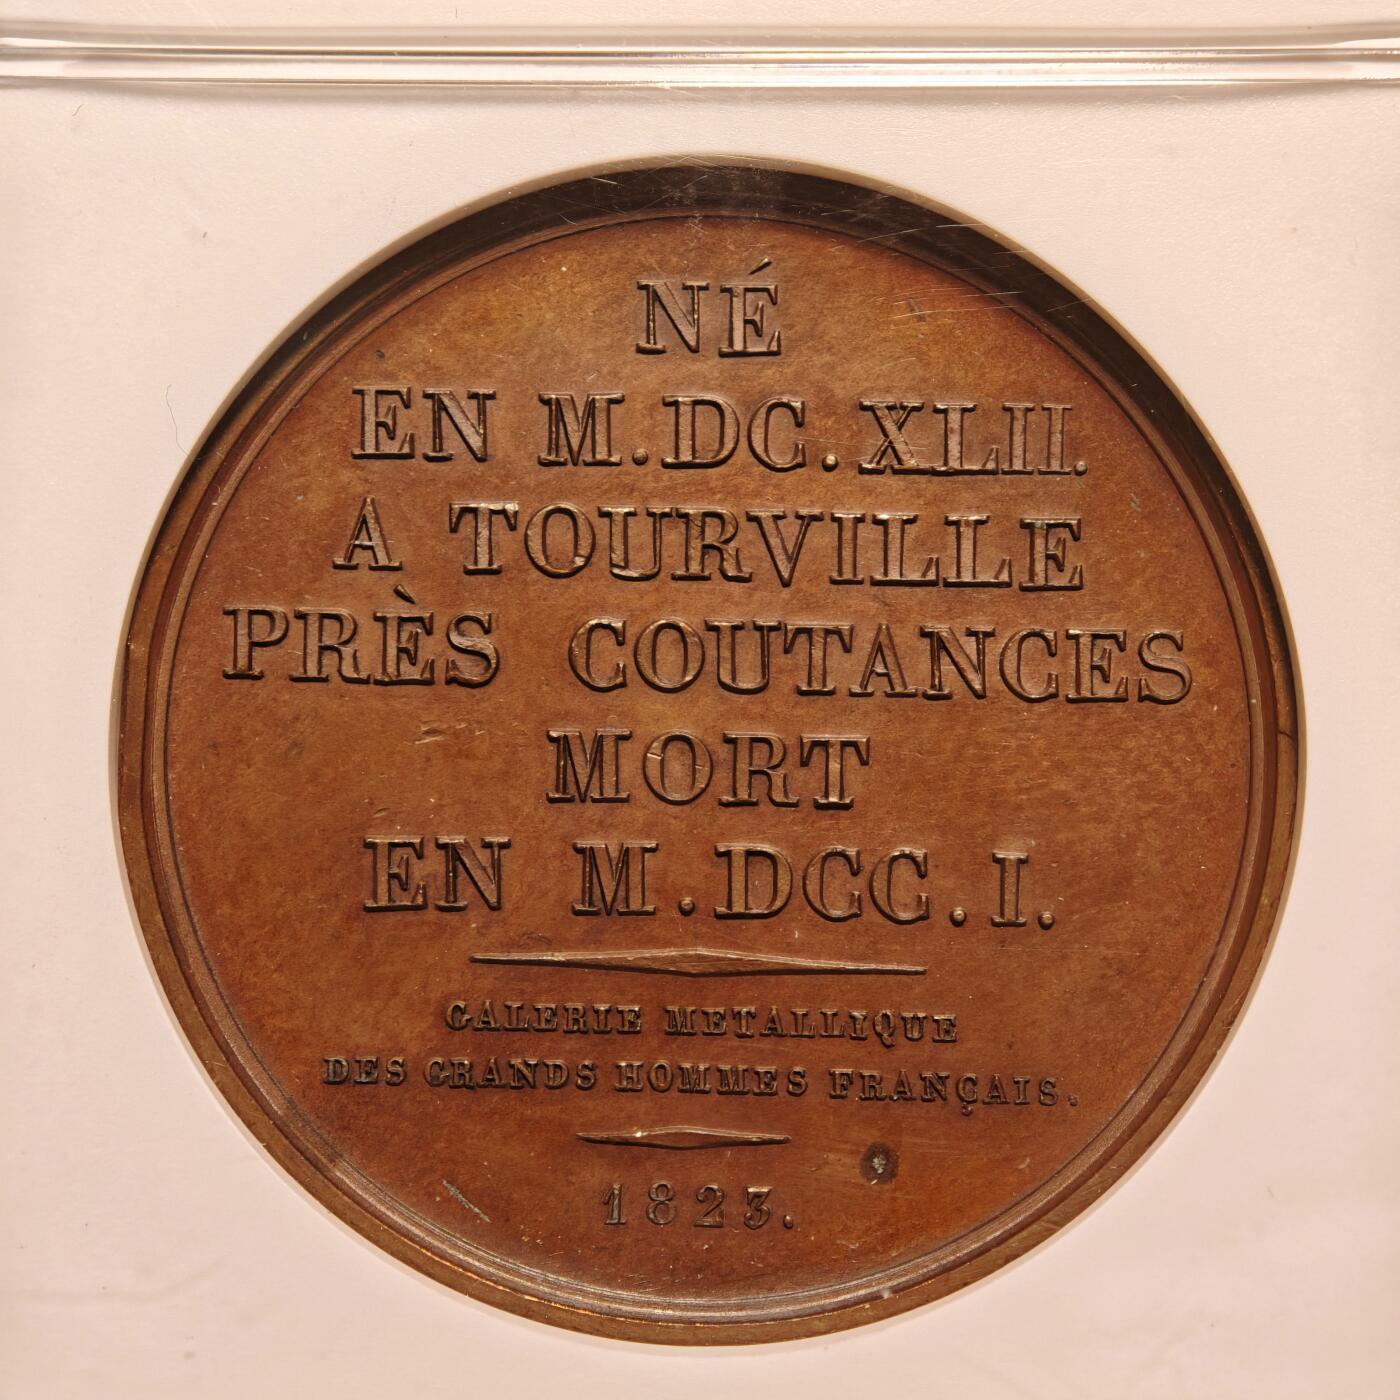 NÉ
EN M.DC.XLII.
A TOURVILLE
PRÈS COUTANCES
MORT
EN M.DCC.I.
GALERIE METALLIQUE
DES GRANDS HOMMES FRANÇAIS.
1823.